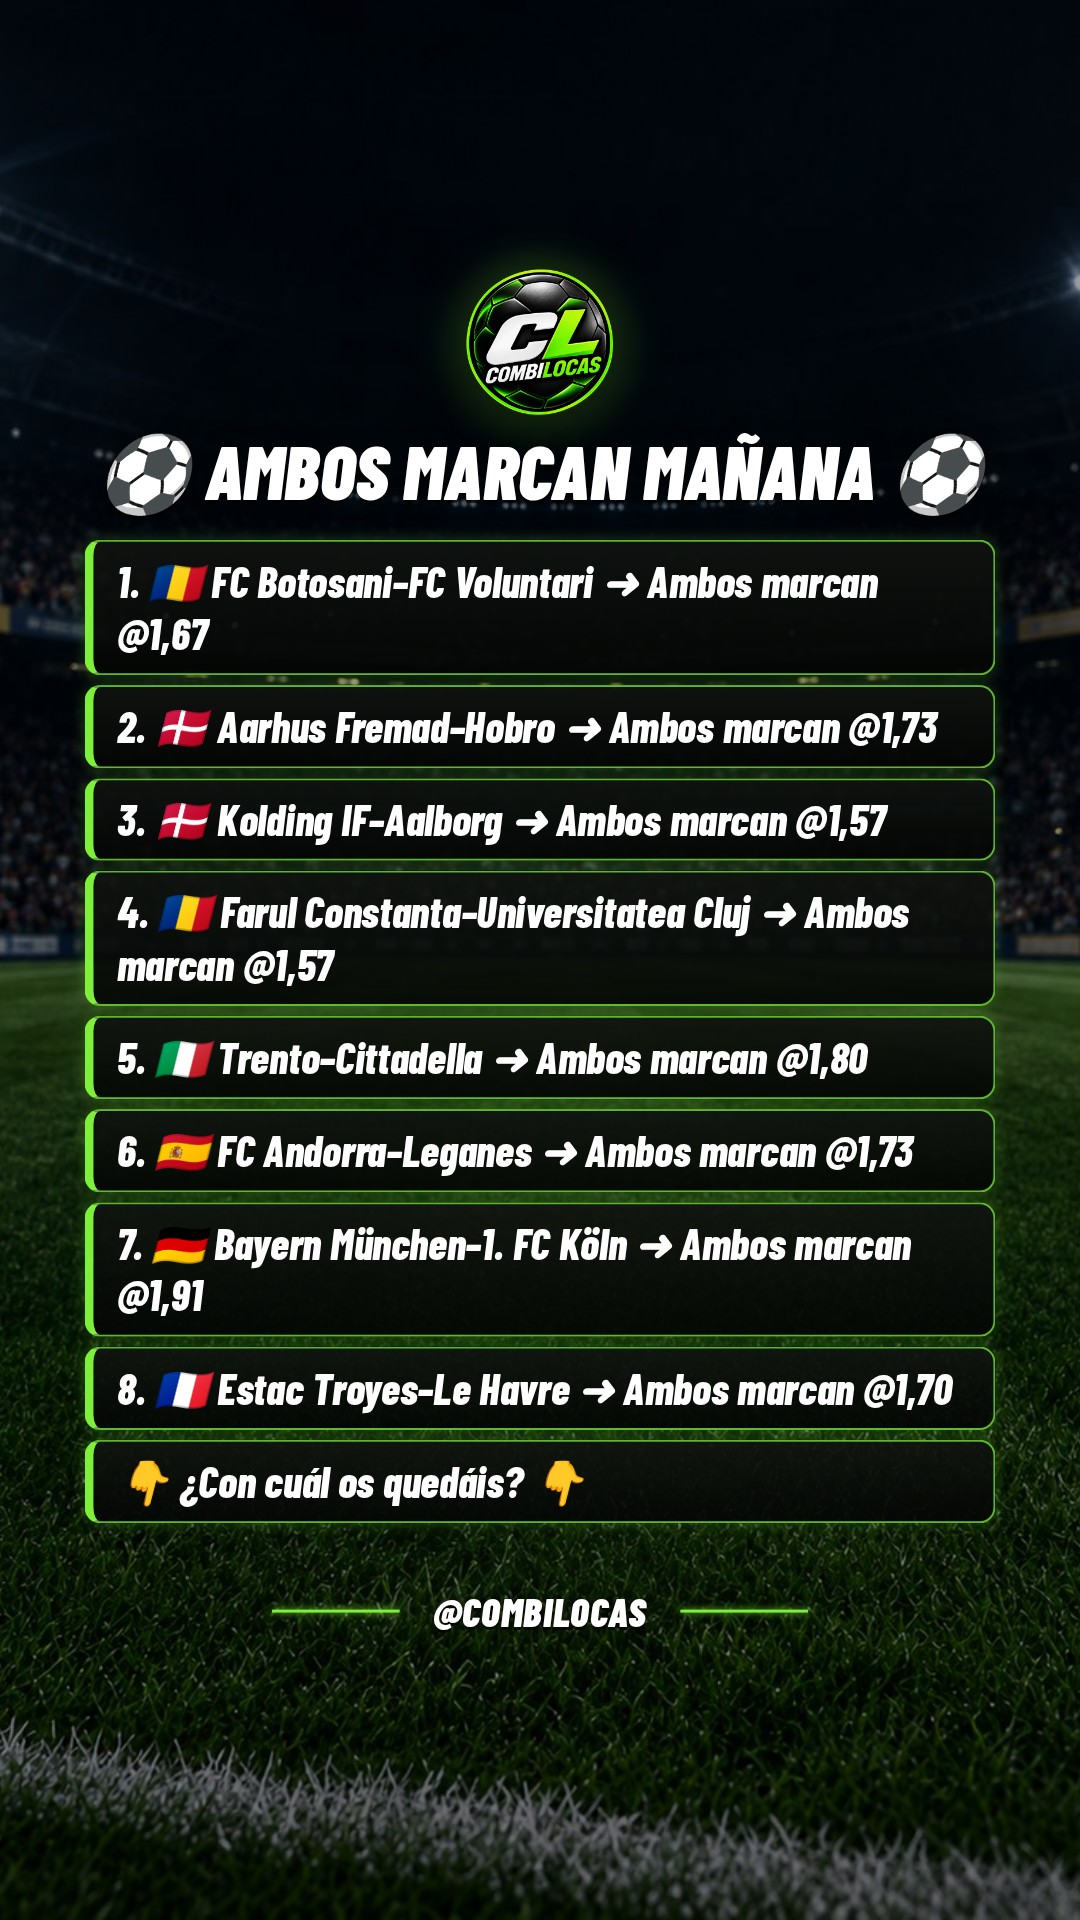 CL
COMBILOCAS
⚽ AMBOS MARCAN MAÑANA ⚽
1. 🇷🇴 FC Botosani-FC Voluntari ➜ Ambos marcan
@1,67
2. 🇩🇰 Aarhus Fremad-Hobro ➜ Ambos marcan @1,73
3. 🇩🇰 Kolding IF-Aalborg ➜ Ambos marcan @1,57
4. 🇷🇴 Farul Constanta-Universitatea Cluj ➜ Ambos
marcan @1,57
5. 🇮🇹 Trento-Cittadella ➜ Ambos marcan @1,80
6. 🇪🇸 FC Andorra-Leganes ➜ Ambos marcan @1,73
7. 🇩🇪 Bayern München-1. FC Köln ➜ Ambos marcan
@1,91
8. 🇫🇷 Estac Troyes-Le Havre ➜ Ambos marcan @1,70
👇 ¿Con cuál os quedáis? 👇
@COMBILOCAS